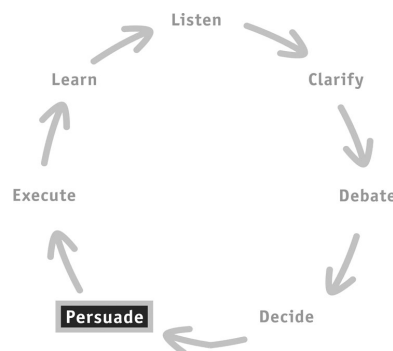 Listen
Clarify
Debate
Decide
Persuade
Execute
Learn